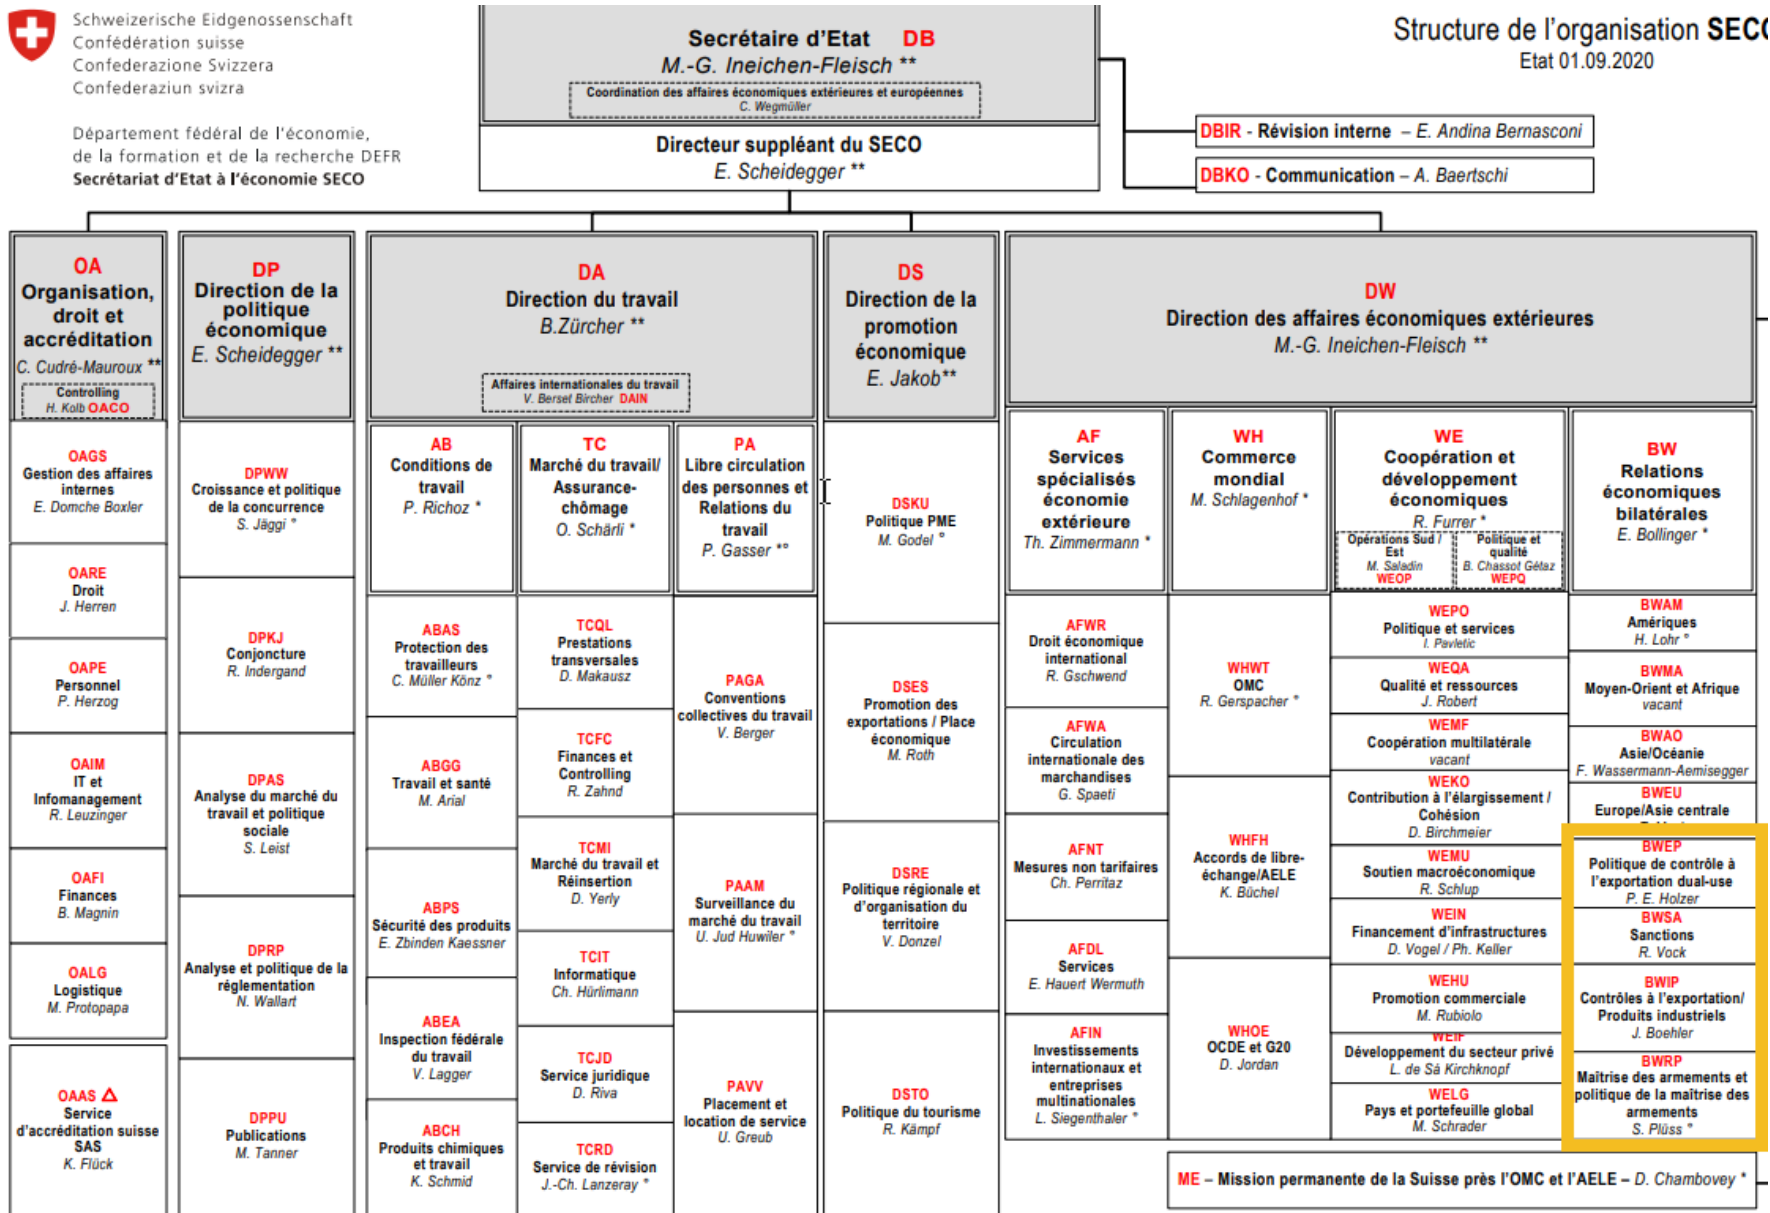 Schweizerische Eidgenossenschaft
Confédération suisse
Confederazione Svizzera
Confederaziun svizra
Département fédéral de l'économie,
de la formation et de la recherche DEFR
Secrétariat d'Etat à l'économie SECO
Secrétaire d'Etat DB
M.-G. Ineichen-Fleisch **
Coordination des affaires économiques extérieures et européennes
C. Wegmüller
Directeur suppléant du SECO
E. Scheidegger **
Structure de l'organisation SECO
Etat 01.09.2020
DBIR - Révision interne – E. Andina Bernasconi
DBKO - Communication – A. Baertschi
OA
Organisation,
droit et
accréditation
C. Cudré-Mauroux **
Controlling
H. Kolb OACO
OAGS
Gestion des affaires
internes
E. Domche Boxler
OARE
Droit
J. Herren
OAPE
Personnel
P. Herzog
OAIM
IT et
Infomanagement
R. Leuzinger
OAFI
Finances
B. Magnin
OALG
Logistique
M. Protopapa
OAAS
Service
d'accréditation suisse
SAS
K. Flück
DP
Direction de la
politique
économique
E. Scheidegger **
DPWW
Croissance et politique
de la concurrence
S. Jäggi °
DPKJ
Conjoncture
R. Indergand
DPAS
Analyse du marché du
travail et politique
sociale
S. Leist
DPRP
Analyse et politique de la
réglementation
N. Wallart
DPPU
Publications
M. Tanner
DA
Direction du travail
B.Zürcher **
Affaires internationales du travail
V. Berset Bircher DAIN
AB
Conditions de
travail
P. Richoz *
ABAS
Protection des
travailleurs
C. Müller Könz °
ABGG
Travail et santé
M. Arial
ABPS
Sécurité des produits
E. Zbinden Kaessner
ABEA
Inspection fédérale
du travail
V. Lagger
ABCH
Produits chimiques
et travail
K. Schmid
TC
Marché du travail/
Assurance-
chômage
O. Schärli *
TCQL
Prestations
transversales
D. Makausz
TCFC
Finances et
Controlling
R. Zahnd
TCMI
Marché du travail et
Réinsertion
D. Yerly
TCIT
Informatique
Ch. Hürlimann
TCJD
Service juridique
D. Riva
TCRD
Service de révision
J.-Ch. Lanzeray °
PA
Libre circulation
des personnes et
Relations du
travail
P. Gasser *°
PAGA
Conventions
collectives du travail
V. Berger
PAAM
Surveillance du
marché du travail
U. Jud Huwiler °
PAVV
Placement et
location de service
U. Greub
DS
Direction de la
promotion
économique
E. Jakob**
DSKU
Politique PME
M. Godel °
DSES
Promotion des
exportations / Place
économique
M. Roth
DSRE
Politique régionale et
d'organisation du
territoire
V. Donzel
DSTO
Politique du tourisme
R. Kämpf
DW
Direction des affaires économiques extérieures
M.-G. Ineichen-Fleisch **
AF
Services
spécialisés
économie
extérieure
Th. Zimmermann *
AFWR
Droit économique
international
R. Gschwend
AFWA
Circulation
internationale des
marchandises
G. Spaeti
AFNT
Mesures non tarifaires
Ch. Perritaz
AFDL
Services
E. Hauert Wermuth
AFIN
Investissements
internationaux et
entreprises
multinationales
L. Siegenthaler °
WH
Commerce
mondial
M. Schlagenhof *
WHWT
OMC
R. Gerspacher °
WHFH
Accords de libre-
échange/AELE
K. Büchel
WHOE
OCDE et G20
D. Jordan
WE
Coopération et
développement
économiques
R. Furrer *
Opérations Sud /
Est
M. Saladin
WEOP
Politique et
qualité
B. Chassot Gétaz
WEPQ
WEPO
Politique et services
I. Pavletic
WEQA
Qualité et ressources
J. Robert
WEMF
Coopération multilatérale
vacant
WEKO
Contribution à l'élargissement /
Cohésion
D. Birchmeier
WEMU
Soutien macroéconomique
R. Schlup
WEIN
Financement d'infrastructures
D. Vogel / Ph. Keller
WEHU
Promotion commerciale
M. Rubiolo
WEIF
Développement du secteur privé
L. de Sà Kirchknopf
WELG
Pays et portefeuille global
M. Schrader
BW
Relations
économiques
bilatérales
E. Bollinger *
BWAM
Amériques
H. Lohr °
BWMA
Moyen-Orient et Afrique
vacant
BWAO
Asie/Océanie
F. Wassermann-Aemisegger
BWEU
Europe/Asie centrale
BWEP
Politique de contrôle à
l'exportation dual-use
P. E. Holzer
BWSA
Sanctions
R. Vock
BWIP
Contrôles à l'exportation/
Produits industriels
J. Boehler
BWRP
Maîtrise des armements et
politique de la maîtrise des
armements
S. Plüss °
ME – Mission permanente de la Suisse près l'OMC et l'AELE – D. Chambovey *